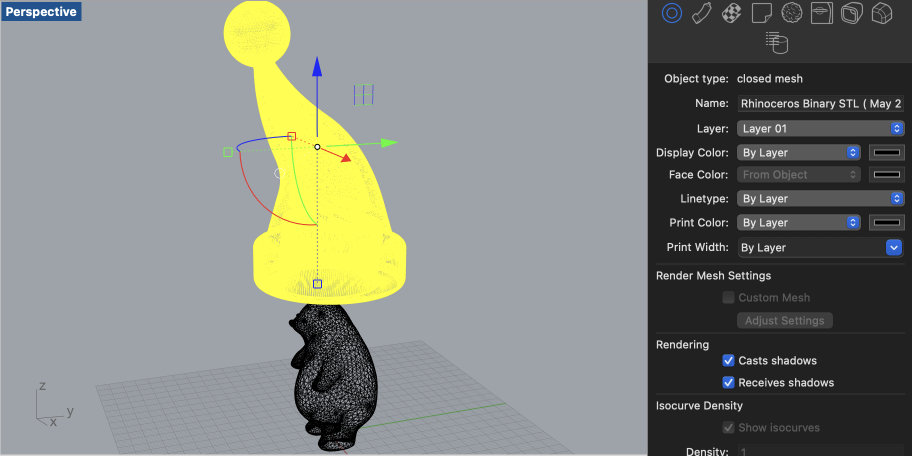 Perspective
z
y
x
Object type: closed mesh
Name: Rhinoceros Binary STL ( May 2
Layer: Layer 01
Display Color: By Layer
Face Color: From Object
Linetype: By Layer
Print Color: By Layer
Print Width: By Layer
Render Mesh Settings
Custom Mesh
Adjust Settings
Rendering
Casts shadows
Receives shadows
Isocurve Density
Show isocurves
Density: 1